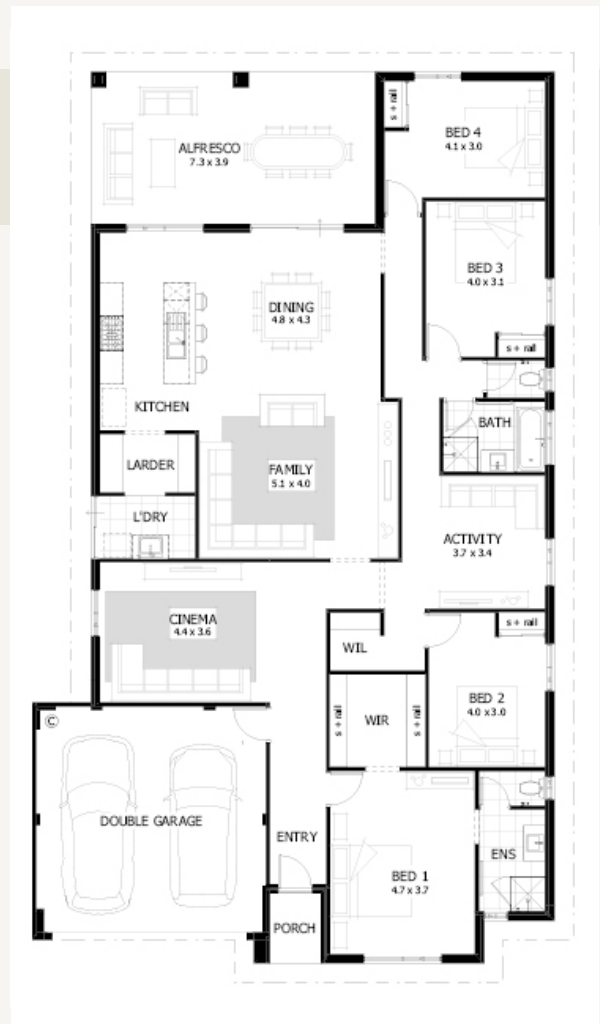 s + rail
BED 4
4.1 x 3.0
ALFRESCO
7.3 x 3.9
BED 3
4.0 x 3.1
s + rail
DINING
4.8 x 4.3
KITCHEN
BATH
LARDER
FAMILY
5.1 x 4.0
L'DRY
ACTIVITY
3.7 x 3.4
CINEMA
4.4 x 3.6
s + rail
WIL
BED 2
4.0 x 3.0
s + rail
WIR
s + rail
©
DOUBLE GARAGE
ENTRY
ENS
BED 1
4.7 x 3.7
PORCH